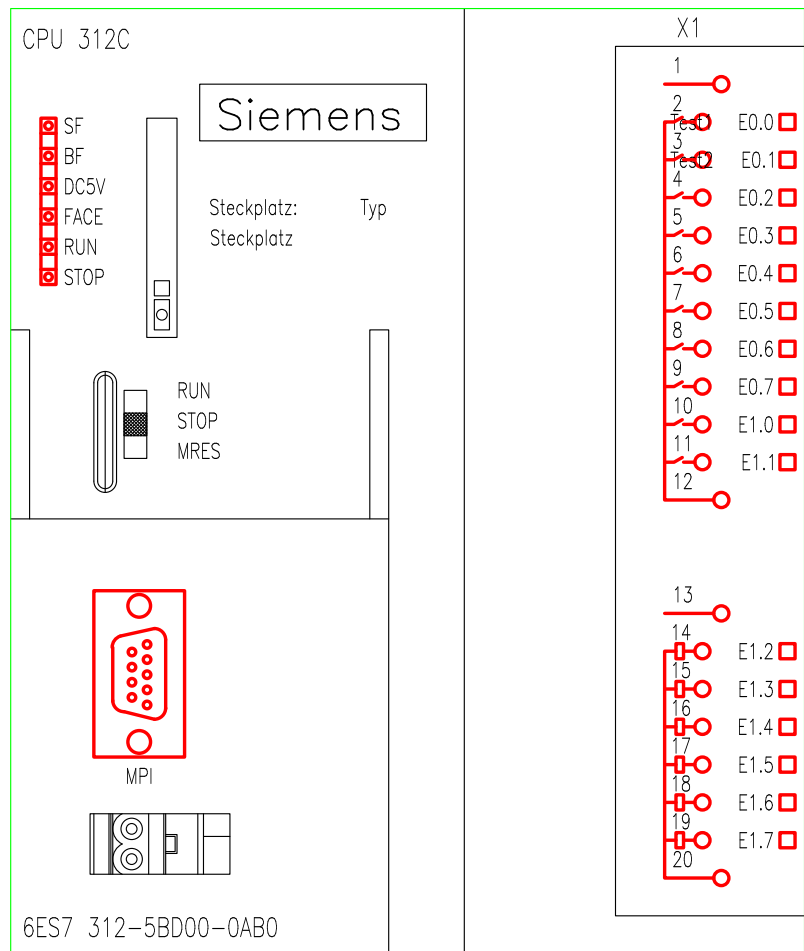 CPU 312C
Siemens
SF
BF
DC5V
FACE
RUN
STOP
Steckplatz: Typ
Steckplatz
RUN
STOP
MRES
MPI
6ES7 312-5BD00-0AB0
X1
1
2
Test1 E0.0
3
Test2 E0.1
4
E0.2
5
E0.3
6
E0.4
7
E0.5
8
E0.6
9
E0.7
10
E1.0
11
E1.1
12
13
14
E1.2
15
E1.3
16
E1.4
17
E1.5
18
E1.6
19
E1.7
20